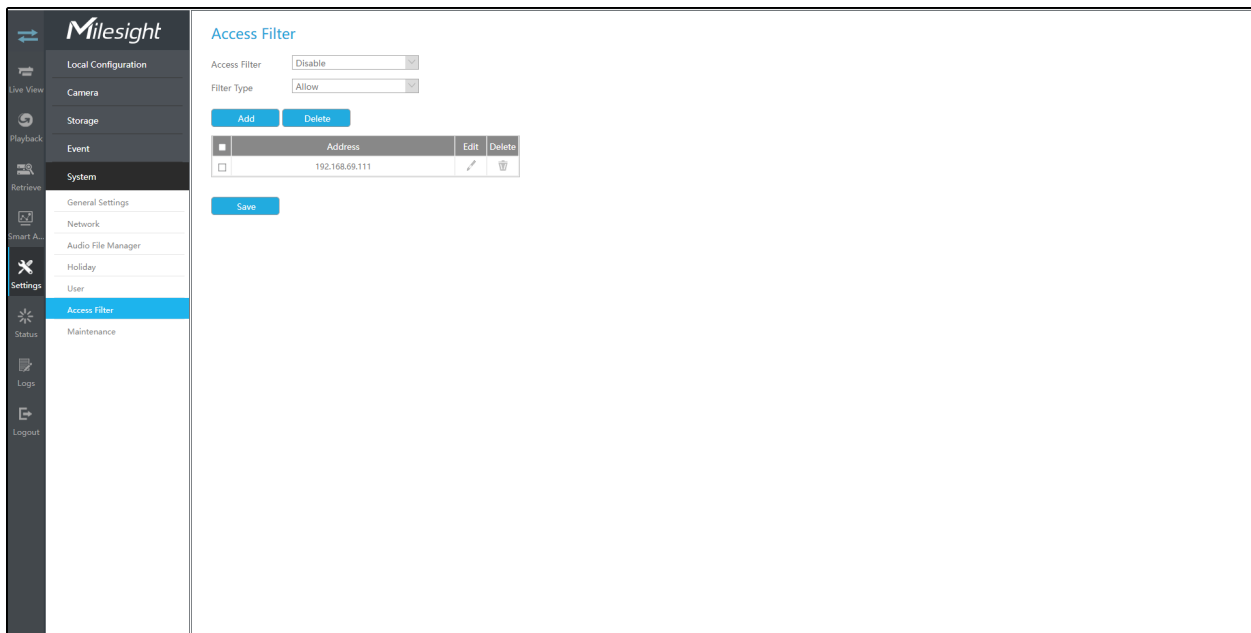 Milesight
Live View
Playback
Retrieve
Smart A...
Settings
Status
Logs
Logout
Local Configuration
Camera
Storage
Event
System
General Settings
Network
Audio File Manager
Holiday
User
Access Filter
Maintenance
Access Filter
Access Filter Disable
Filter Type Allow
Add Delete
Address Edit Delete
192.168.69.111
Save